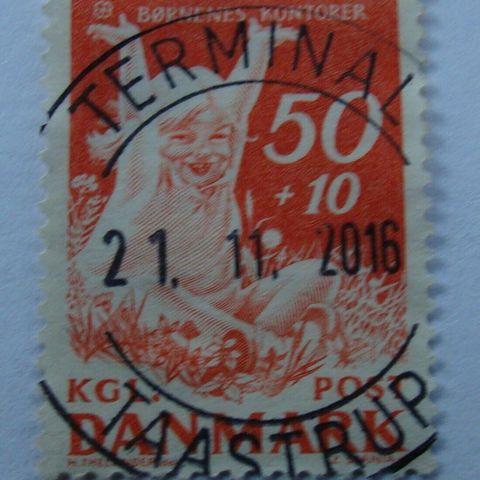 BØRNENES KONTORER
TERMINAL
50
+ 10
21. 11. 2016
KGL. POST
DANMARK
TAASTRUP